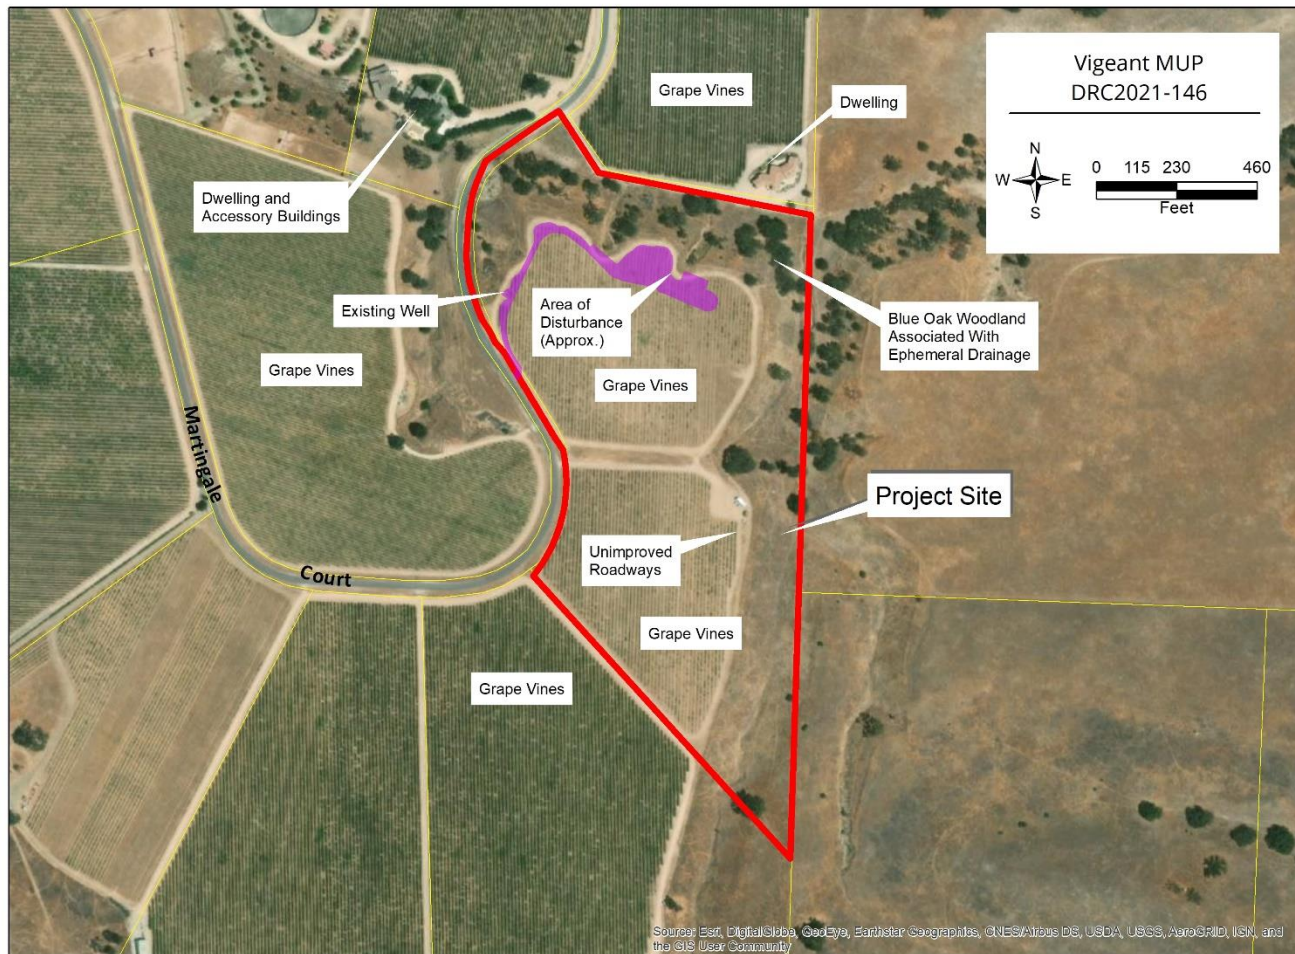 Vigeant MUP
DRC2021-146
N
W
E
S
0 115 230 460
Feet
Grape Vines
Dwelling
Dwelling and
Accessory Buildings
Existing Well
Area of
Disturbance
(Approx.)
Blue Oak Woodland
Associated With
Ephemeral Drainage
Grape Vines
Grape Vines
Martingale
Court
Project Site
Unimproved
Roadways
Grape Vines
Grape Vines
Source: Esri, DigitalGlobe, GeoEye, Earthstar Geographics, CNES/Airbus DS, USDA, USGS, AeroGRID, IGN, and
the GIS User Community